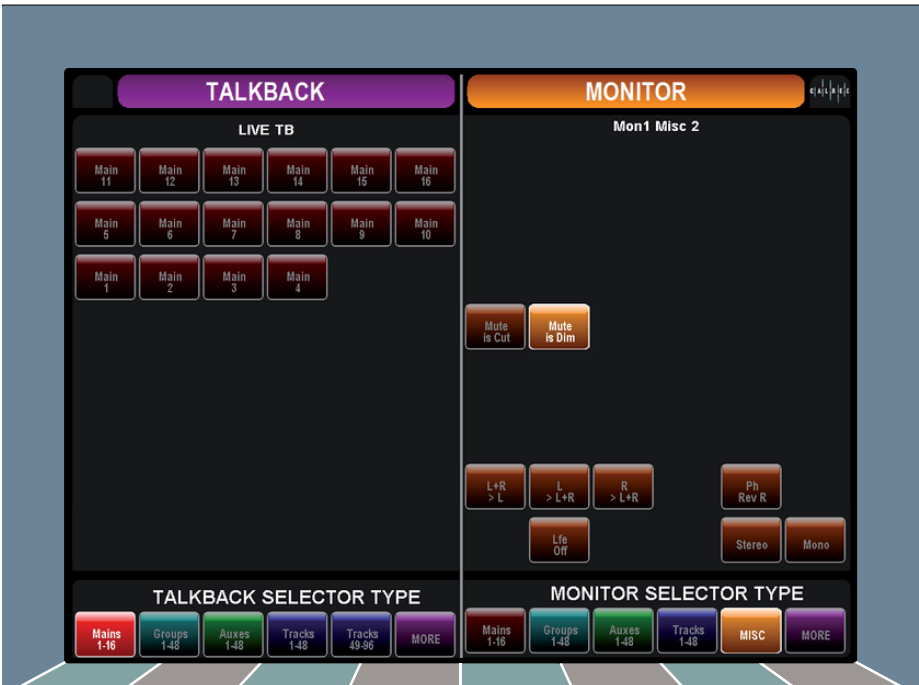 TALKBACK
LIVE TB
Main
11
Main
12
Main
13
Main
14
Main
15
Main
16
Main
5
Main
6
Main
7
Main
8
Main
9
Main
10
Main
1
Main
2
Main
3
Main
4
TALKBACK SELECTOR TYPE
Mains
1-16
Groups
1-48
Auxes
1-48
Tracks
1-48
Tracks
49-96
MORE
MONITOR
CALREC
Mon1 Misc 2
Mute
is Cut
Mute
is Dim
L+R
> L
L
> L+R
R
> L+R
Ph
Rev R
Lfe
Off
Stereo
Mono
MONITOR SELECTOR TYPE
Mains
1-16
Groups
1-48
Auxes
1-48
Tracks
1-48
MISC
MORE